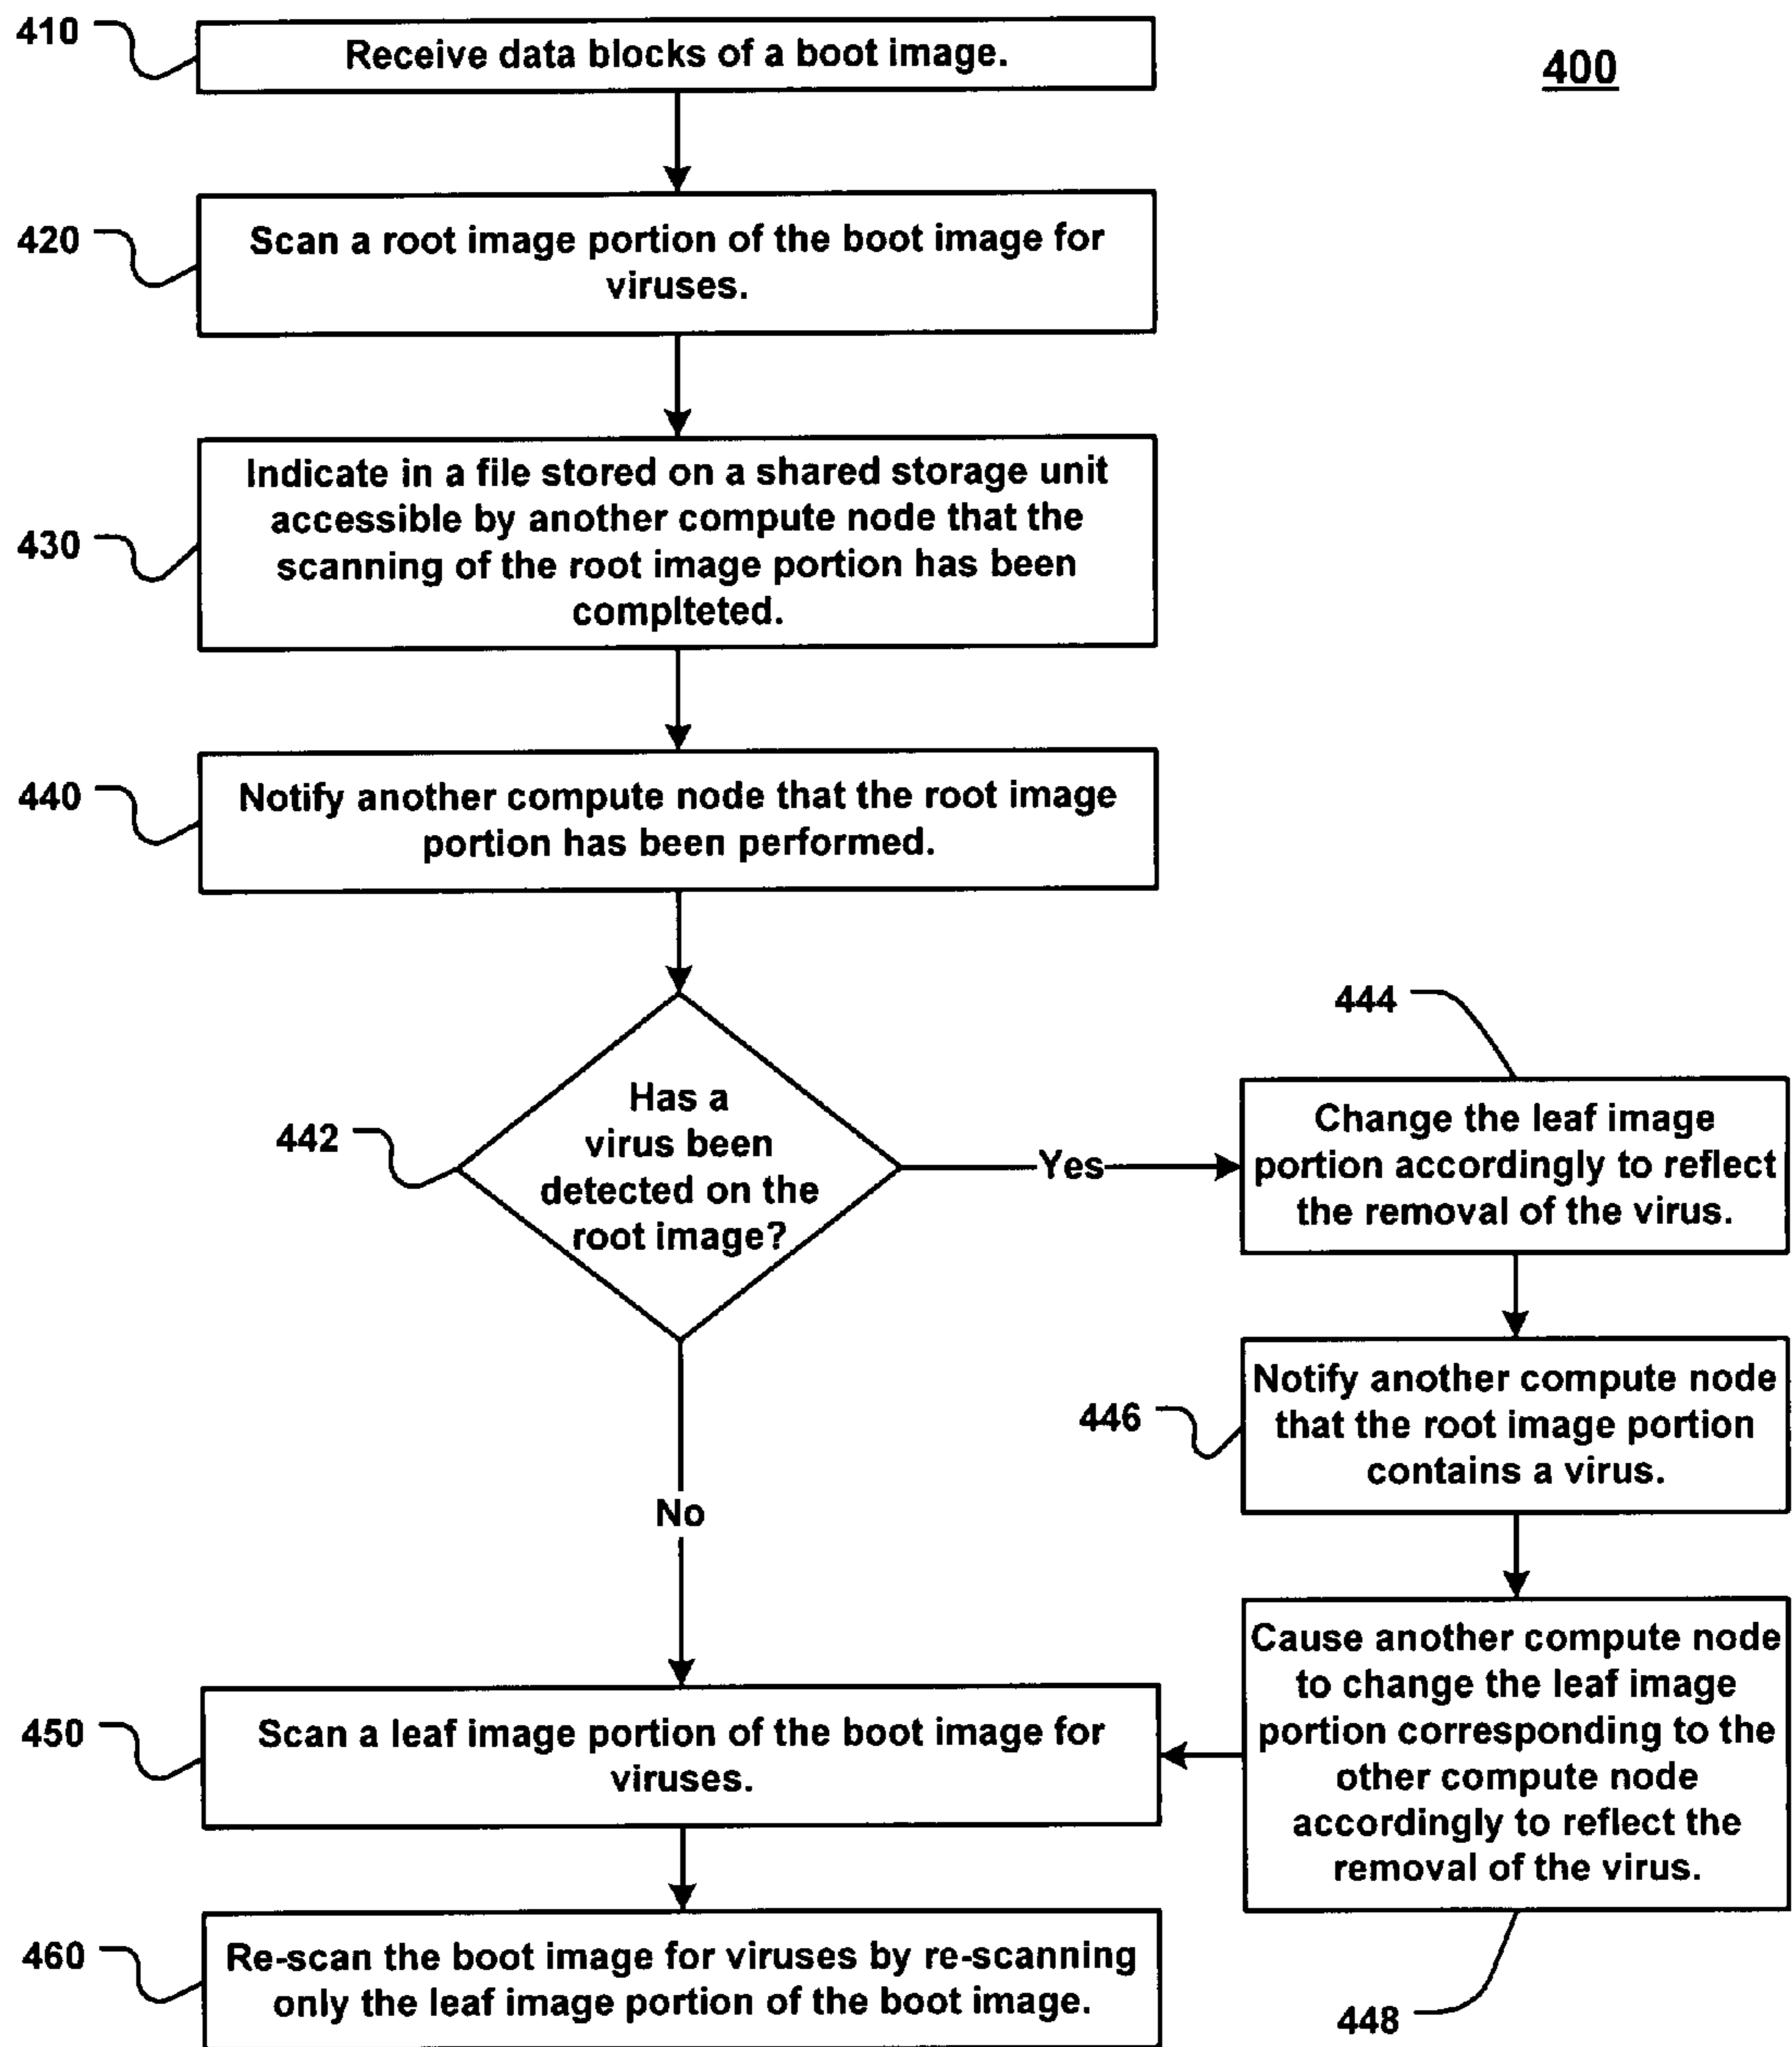 410
Receive data blocks of a boot image.
400
420
Scan a root image portion of the boot image for
viruses.
430
Indicate in a file stored on a shared storage unit
accessible by another compute node that the
scanning of the root image portion has been
complteted.
440
Notify another compute node that the root image
portion has been performed.
442
Has a
virus been
detected on the
root image?
Yes
444
Change the leaf image
portion accordingly to reflect
the removal of the virus.
446
Notify another compute node
that the root image portion
contains a virus.
No
Cause another compute node
to change the leaf image
portion corresponding to the
other compute node
accordingly to reflect the
removal of the virus.
448
450
Scan a leaf image portion of the boot image for
viruses.
460
Re-scan the boot image for viruses by re-scanning
only the leaf image portion of the boot image.